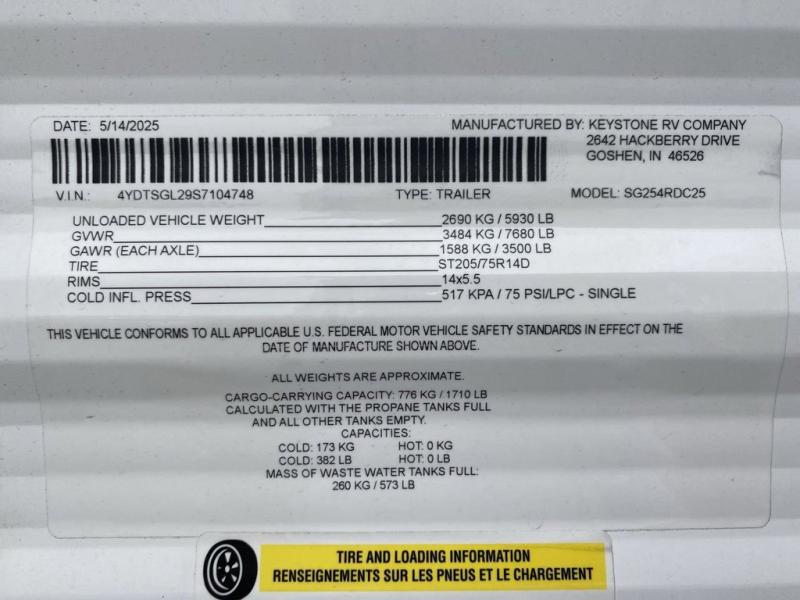 DATE: 5/14/2025 MANUFACTURED BY: KEYSTONE RV COMPANY
2642 HACKBERRY DRIVE
GOSHEN, IN 46526
V.I.N.: 4YDTSGL29S7104748 TYPE: TRAILER MODEL: SG254RDC25
UNLOADED VEHICLE WEIGHT 2690 KG / 5930 LB
GVWR 3484 KG / 7680 LB
GAWR (EACH AXLE) 1588 KG / 3500 LB
TIRE ST205/75R14D
RIMS 14x5.5
COLD INFL. PRESS 517 KPA / 75 PSI/LPC - SINGLE
THIS VEHICLE CONFORMS TO ALL APPLICABLE U.S. FEDERAL MOTOR VEHICLE SAFETY STANDARDS IN EFFECT ON THE
DATE OF MANUFACTURE SHOWN ABOVE.
ALL WEIGHTS ARE APPROXIMATE.
CARGO-CARRYING CAPACITY: 776 KG / 1710 LB
CALCULATED WITH THE PROPANE TANKS FULL
AND ALL OTHER TANKS EMPTY.
CAPACITIES:
COLD: 173 KG HOT: 0 KG
COLD: 382 LB HOT: 0 LB
MASS OF WASTE WATER TANKS FULL:
260 KG / 573 LB
TIRE AND LOADING INFORMATION
RENSEIGNEMENTS SUR LES PNEUS ET LE CHARGEMENT